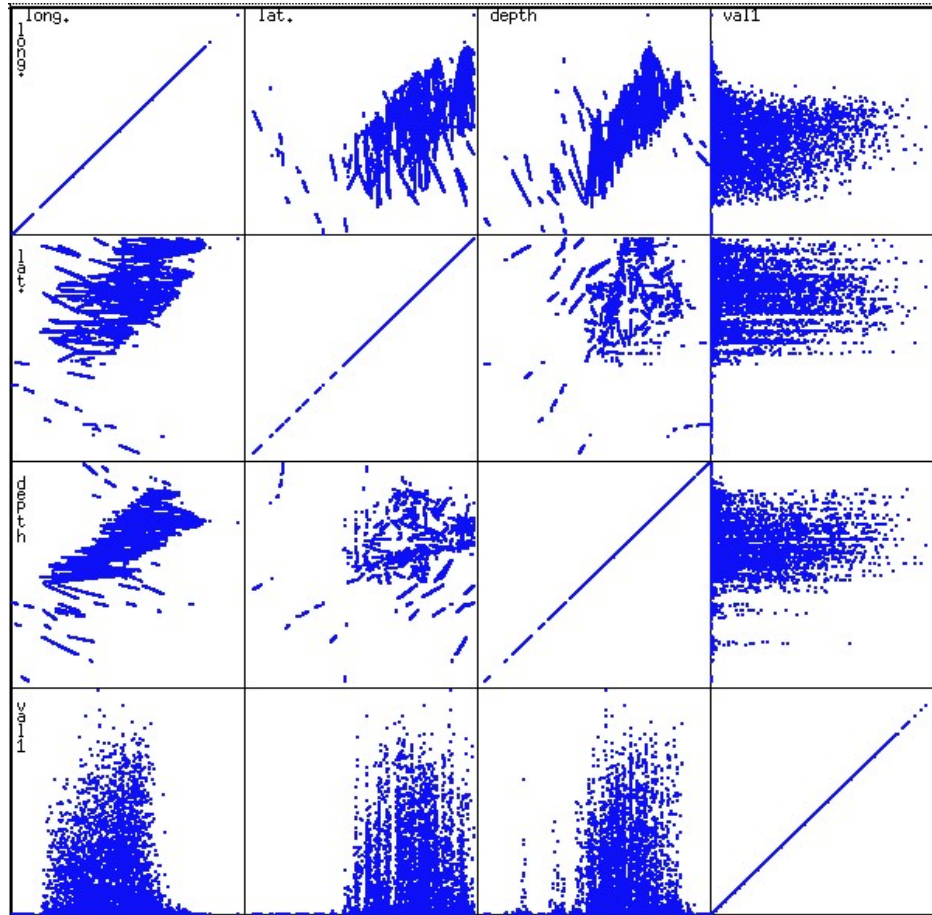 long. lat. depth val1
long.
lat.
depth
val1